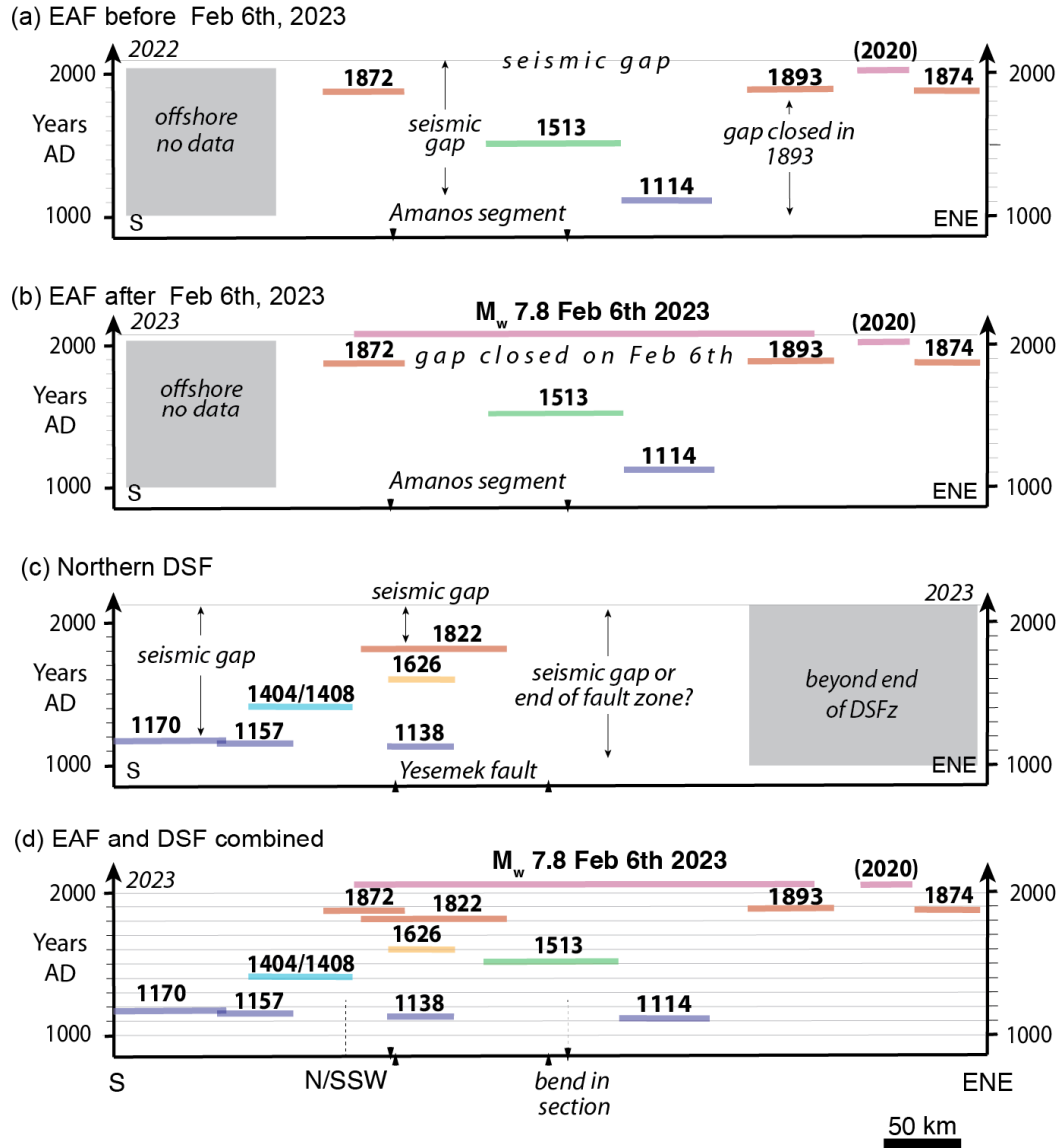 (a) EAF before Feb 6th, 2023
2022
seismic gap
2000
1872
1893
(2020)
1874
2000
Years
AD
offshore
no data
seismic
gap
1513
gap closed in
1893
1114
1000
S
Amanos segment
ENE
1000
(b) EAF after Feb 6th, 2023
2023
Mw 7.8 Feb 6th 2023
(2020)
2000
1872
gap closed on Feb 6th
1893
1874
2000
Years
AD
offshore
no data
1513
1114
1000
S
Amanos segment
ENE
1000
(c) Northern DSF
seismic gap
2023
2000
1822
2000
Years
AD
seismic gap
1626
seismic gap or
end of fault zone?
beyond end
of DSFz
1404/1408
1170
1157
1138
1000
S
Yesemek fault
ENE
1000
(d) EAF and DSF combined
2023
Mw 7.8 Feb 6th 2023
(2020)
2000
1872
1822
1893
1874
2000
Years
AD
1626
1513
1404/1408
1170
1157
1138
1114
1000
1000
S
N/SSW
bend in
section
ENE
50 km